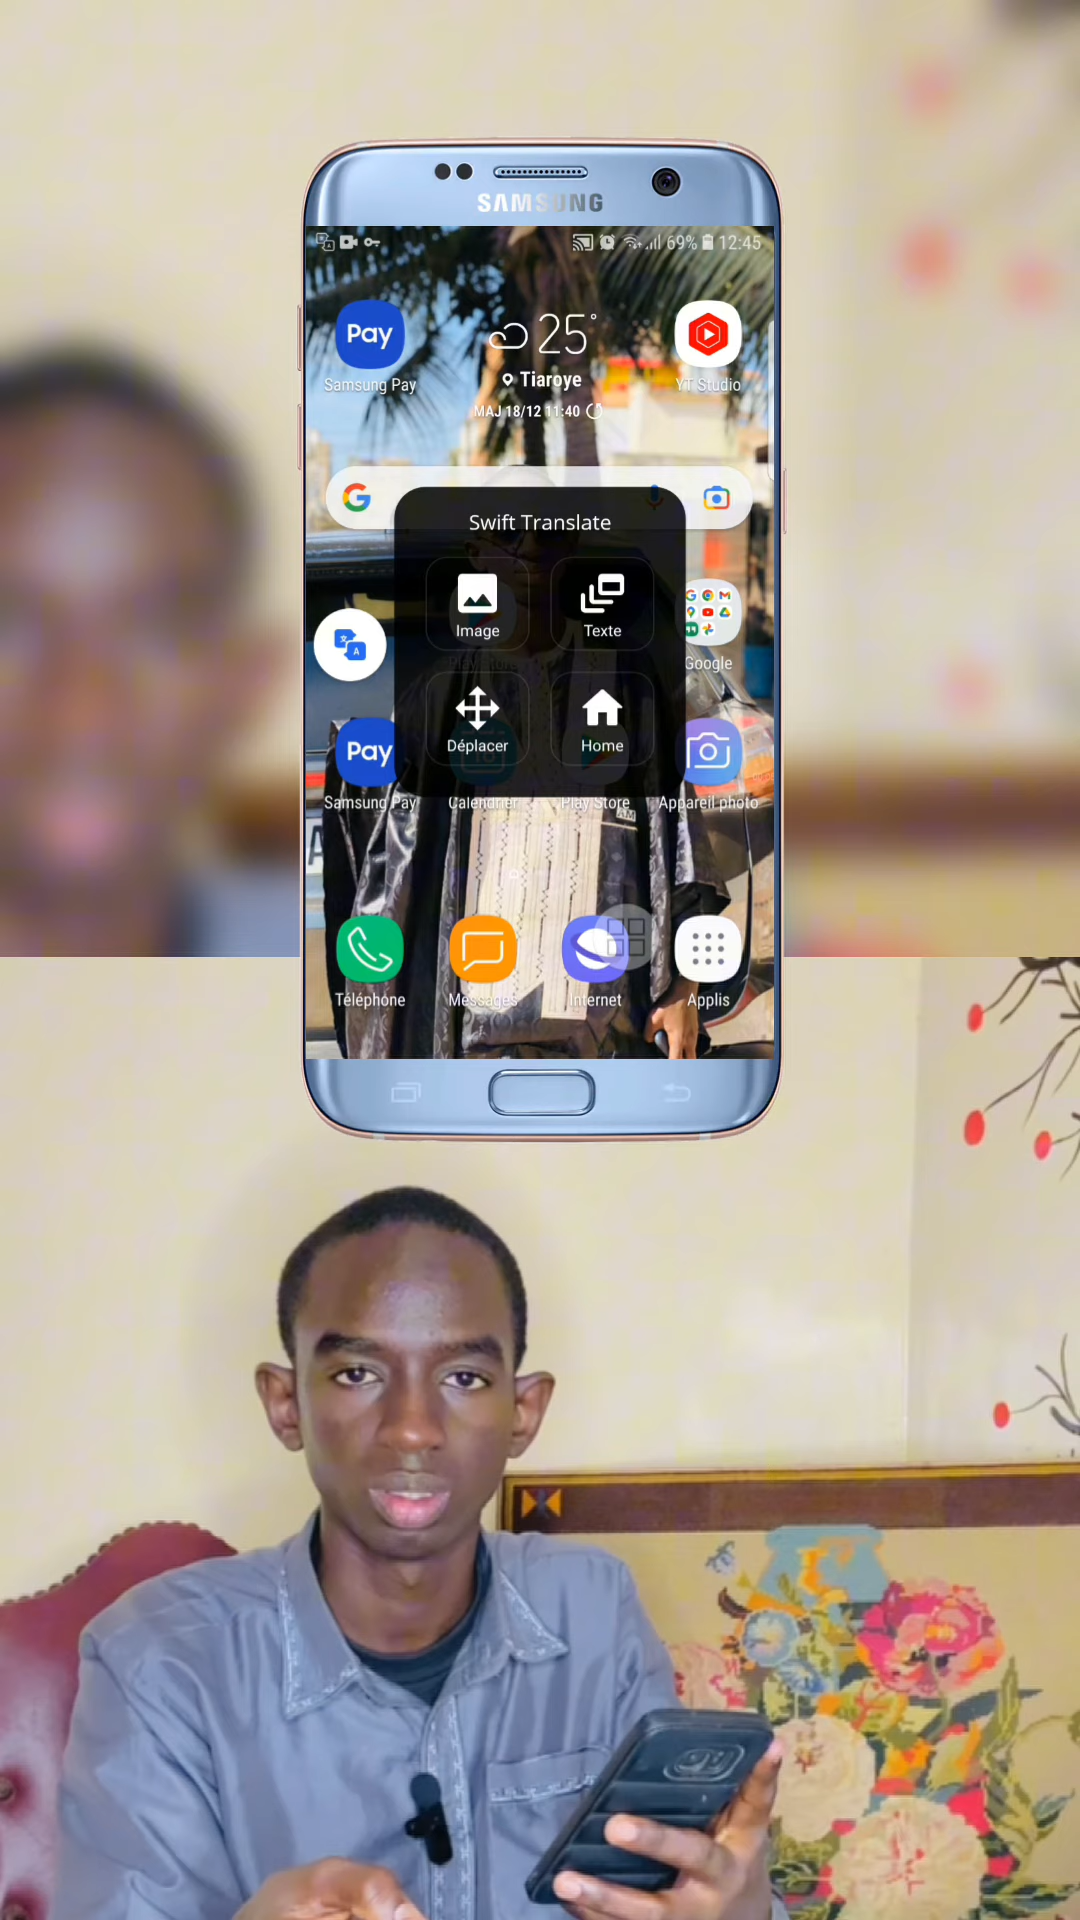 SAMSUNG
69% 12:45
Pay
Samsung Pay
25°
Tiaroye
MAJ 18/12 11:40
YT Studio
G
Swift Translate
Image
Texte
Google
Déplacer
Home
Pay
Samsung Pay
Calendrier
Play Store
Appareil photo
Téléphone
Messages
Internet
Applis